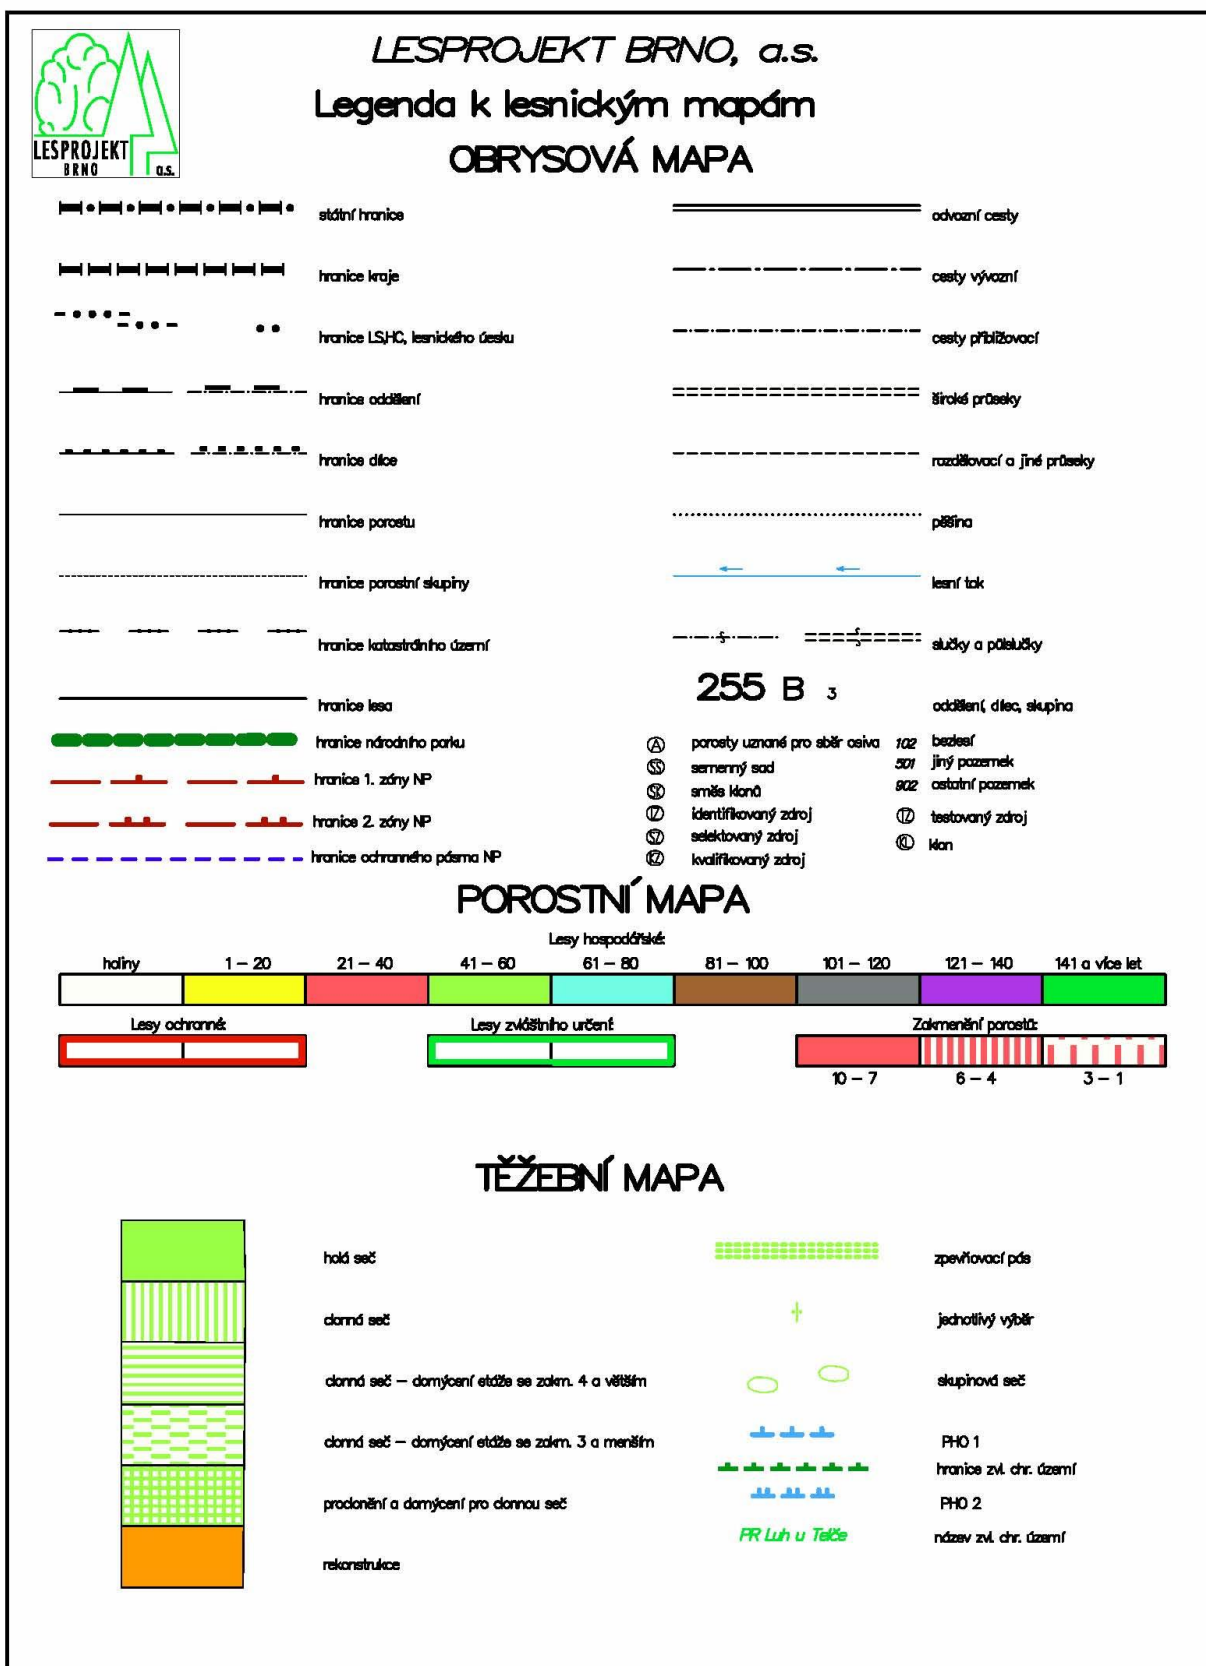 LESPROJEKT BRNO, a.s.
Legenda k lesnickým mapám
OBRYSOVÁ MAPA
LESPROJEKT
BRNO a.s.
státní hranice
hranice kraje
hranice LS,HC, lesnického úesku
hranice oddělení
hranice dílce
hranice porostu
hranice porostní skupiny
hranice katastrálního území
hranice lesa
hranice národního parku
hranice 1. zóny NP
hranice 2. zóny NP
hranice ochranného pásma NP
odvozní cesty
cesty vývozní
cesty přibližovací
široké průseky
rozdělovací a jiné průseky
pěšina
lesní tok
slučky a půlslučky
255 B 3 oddělení, dílec, skupina
A porosty uznané pro sběr osiva
SS semenný sad
SK směs klonů
IZ identifikovaný zdroj
SZ selektovaný zdroj
KZ kvalifikovaný zdroj
102 bezlesí
501 jiný pozemek
902 ostatní pozemek
TZ testovaný zdroj
KL klon
POROSTNÍ MAPA
Lesy hospodářské:
holiny 1 – 20 21 – 40 41 – 60 61 – 80 81 – 100 101 – 120 121 – 140 141 a více let
Lesy ochranné: Lesy zvláštního určení: Zakmenění porostů:
10 – 7 6 – 4 3 – 1
TĚŽEBNÍ MAPA
holá seč
clonná seč
clonná seč – domýcení etáže se zakm. 4 a větším
clonná seč – domýcení etáže se zakm. 3 a menším
proclonění a domýcení pro clonnou seč
rekonstrukce
zpevňovací pás
jednotlivý výběr
skupinová seč
PHO 1
hranice zvl. chr. území
PHO 2
PR Luh u Telče název zvl. chr. území